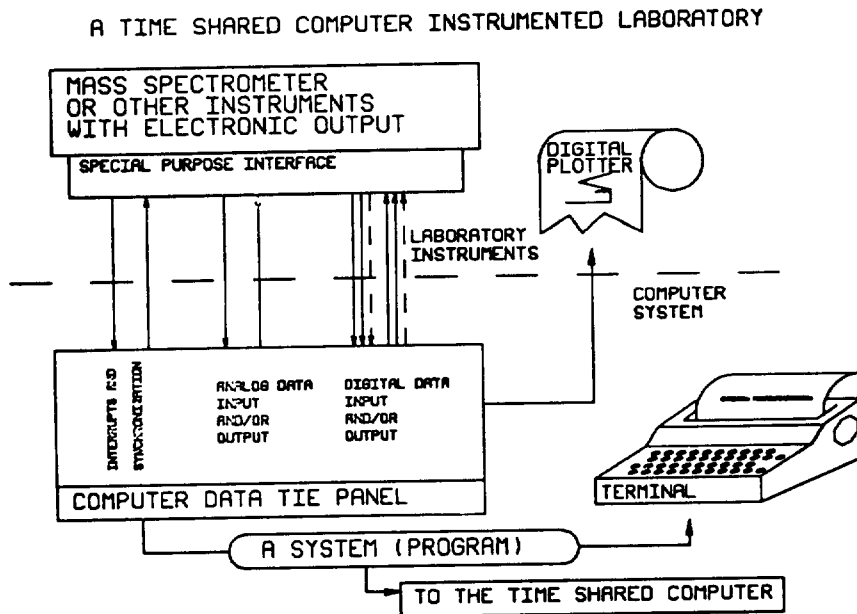 A TIME SHARED COMPUTER INSTRUMENTED LABORATORY
MASS SPECTROMETER
OR OTHER INSTRUMENTS
WITH ELECTRONIC OUTPUT
SPECIAL PURPOSE INTERFACE
DIGITAL
PLOTTER
LABORATORY
INSTRUMENTS
COMPUTER
SYSTEM
INTERRUPTS AND
SYNCHRONIZATION
ANALOG DATA
INPUT
AND/OR
OUTPUT
DIGITAL DATA
INPUT
AND/OR
OUTPUT
COMPUTER DATA TIE PANEL
TERMINAL
A SYSTEM (PROGRAM)
TO THE TIME SHARED COMPUTER